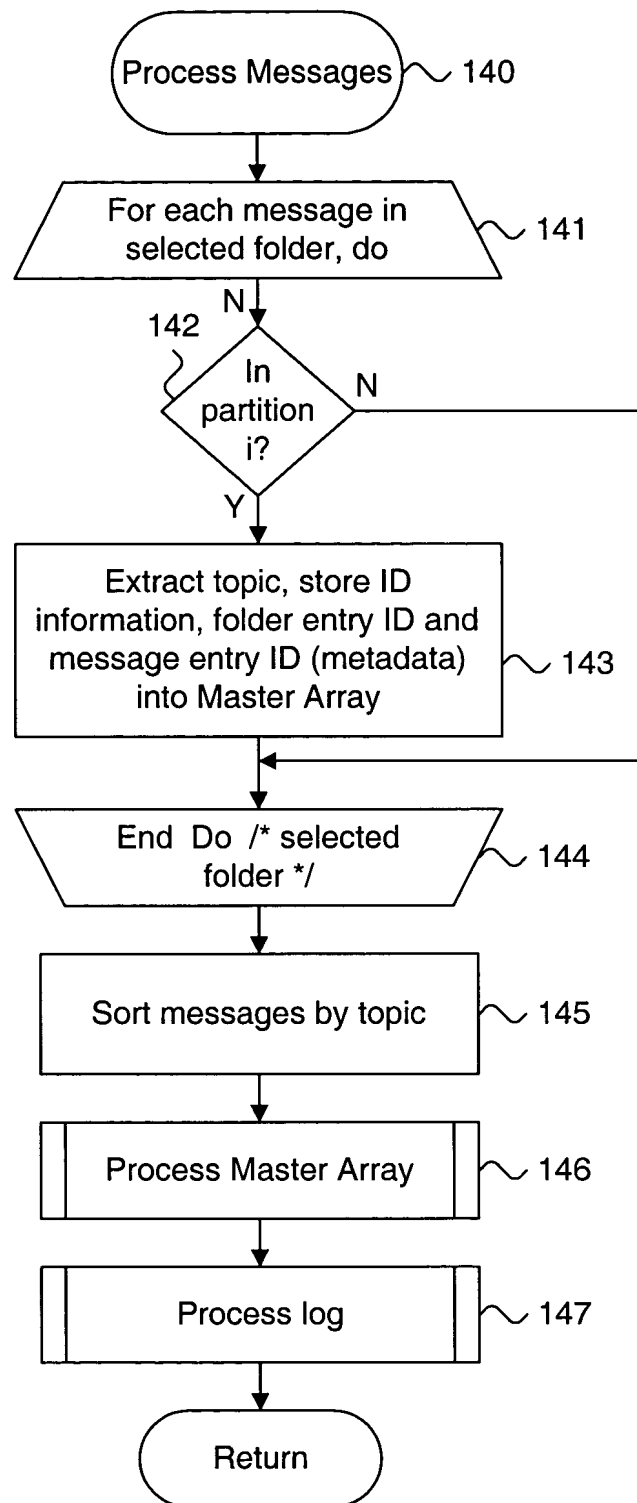 Process Messages
140
For each message in
selected folder, do
141
N
142
In
partition
i?
N
Y
Extract topic, store ID
information, folder entry ID and
message entry ID (metadata)
into Master Array
143
End Do /* selected
folder */
144
Sort messages by topic
145
Process Master Array
146
Process log
147
Return